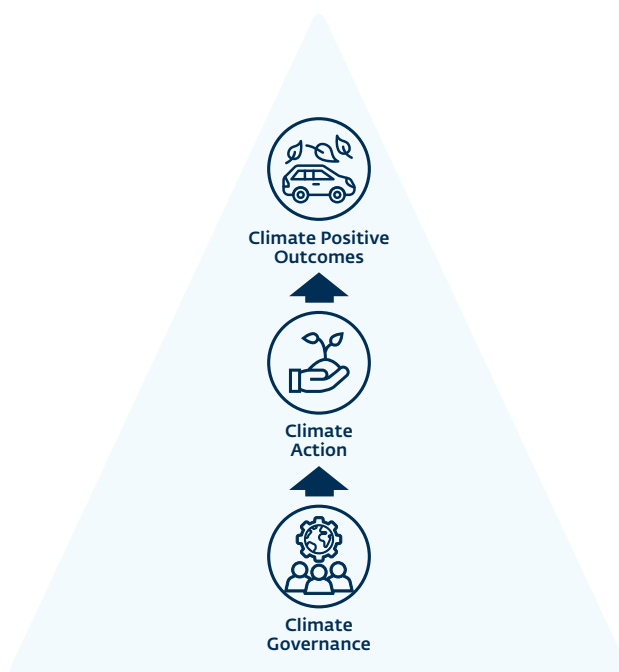 Climate Positive
Outcomes
Climate
Action
Climate
Governance